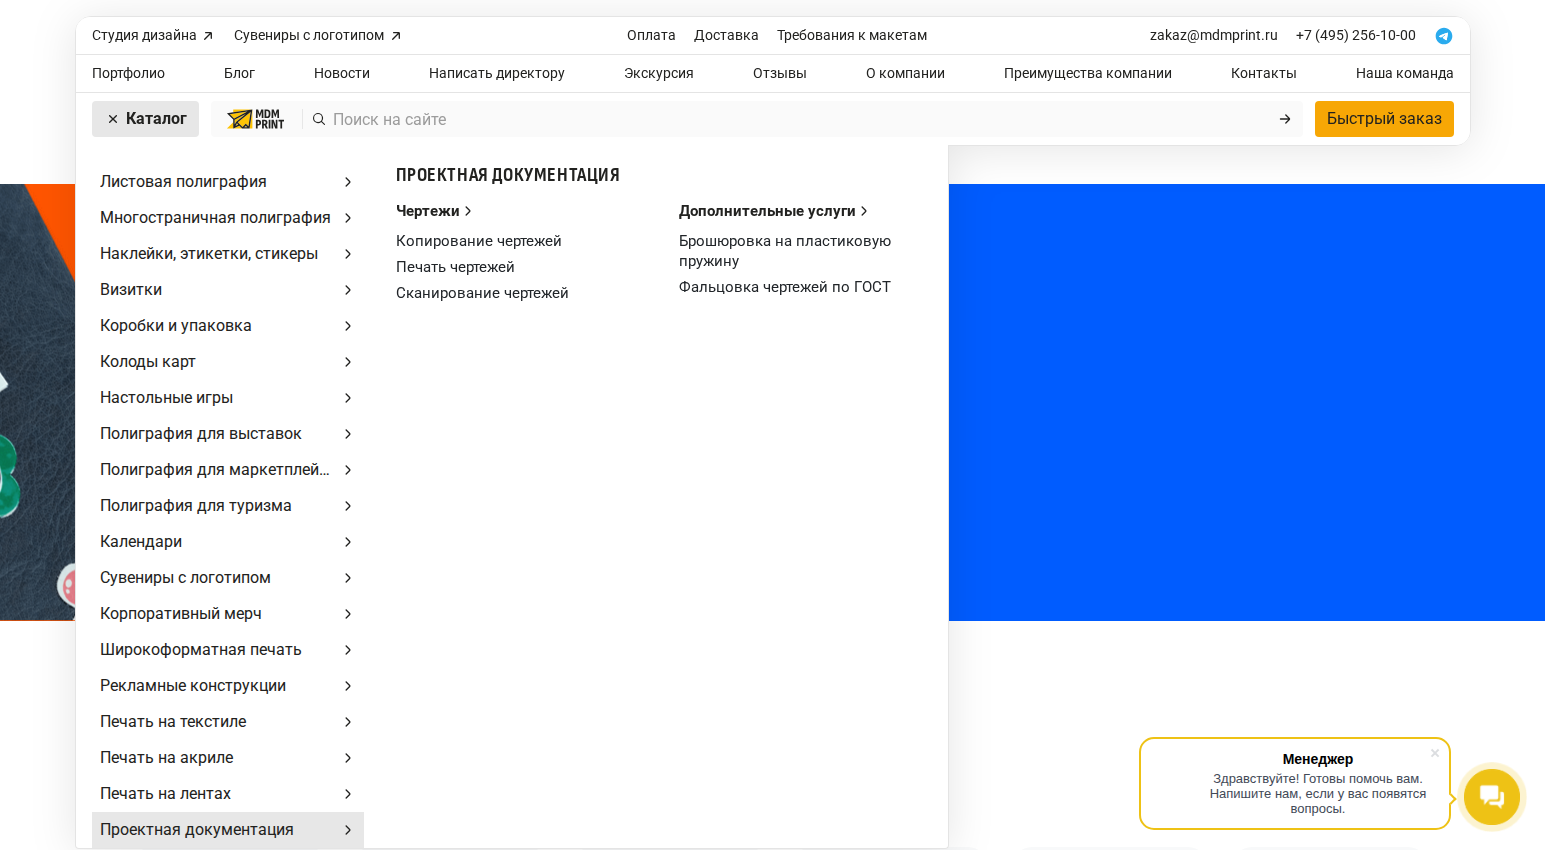 Студия дизайна
Сувениры с логотипом
Оплата
Доставка
Требования к макетам
zakaz@mdmprint.ru
+7 (495) 256-10-00
Портфолио
Блог
Новости
Написать директору
Экскурсия
Отзывы
О компании
Преимущества компании
Контакты
Наша команда
Каталог
MDM
PRINT
Поиск на сайте
Быстрый заказ
Листовая полиграфия
Многостраничная полиграфия
Наклейки, этикетки, стикеры
Визитки
Коробки и упаковка
Колоды карт
Настольные игры
Полиграфия для выставок
Полиграфия для маркетплей...
Полиграфия для туризма
Календари
Сувениры с логотипом
Корпоративный мерч
Широкоформатная печать
Рекламные конструкции
Печать на текстиле
Печать на акриле
Печать на лентах
Проектная документация
ПРОЕКТНАЯ ДОКУМЕНТАЦИЯ
Чертежи
Копирование чертежей
Печать чертежей
Сканирование чертежей
Дополнительные услуги
Брошюровка на пластиковую
пружину
Фальцовка чертежей по ГОСТ
Менеджер
Здравствуйте! Готовы помочь вам.
Напишите нам, если у вас появятся
вопросы.